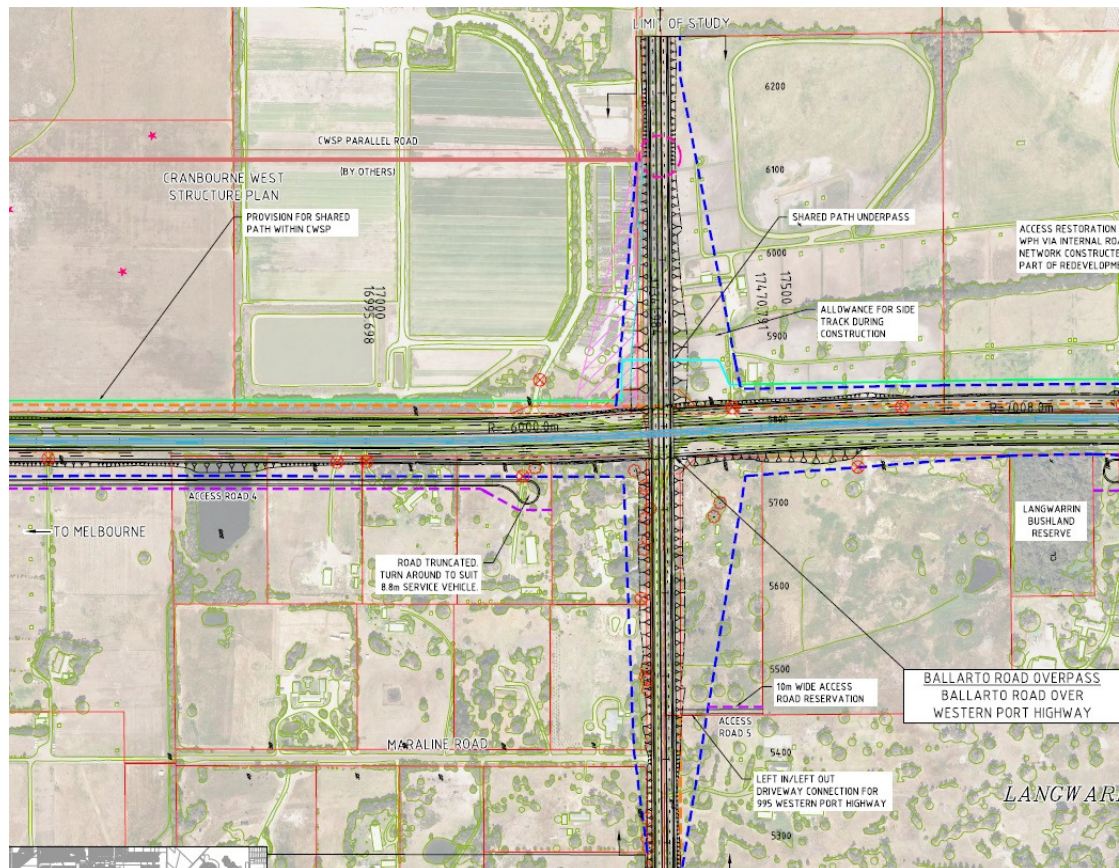 LIMIT OF STUDY
6200
CWSP PARALLEL ROAD
(BY OTHERS)
6100
CRANBOURNE WEST
STRUCTURE PLAN
PROVISION FOR SHARED
PATH WITHIN CWSP
SHARED PATH UNDERPASS
ACCESS RESTORATION
WPH VIA INTERNAL
NETWORK CONSTRUCTE
PART OF REDEVELOPME
6000
17000
16995.698
17500
17470.791
ALLOWANCE FOR SIDE
TRACK DURING
CONSTRUCTION
5900
R=-6000.0m
R=7008.0m
ACCESS ROAD 4
5700
TO MELBOURNE
LANGWARRIN
BUSHLAND
RESERVE
ROAD TRUNCATED.
TURN AROUND TO SUIT
8.8m SERVICE VEHICLE.
5600
5500
BALLARTO ROAD OVERPASS
BALLARTO ROAD OVER
WESTERN PORT HIGHWAY
10m WIDE ACCESS
ROAD RESERVATION
ACCESS
ROAD 5
MARALINE ROAD
5400
LEFT IN/LEFT OUT
DRIVEWAY CONNECTION FOR
995 WESTERN PORT HIGHWAY
LANGWAR
5300